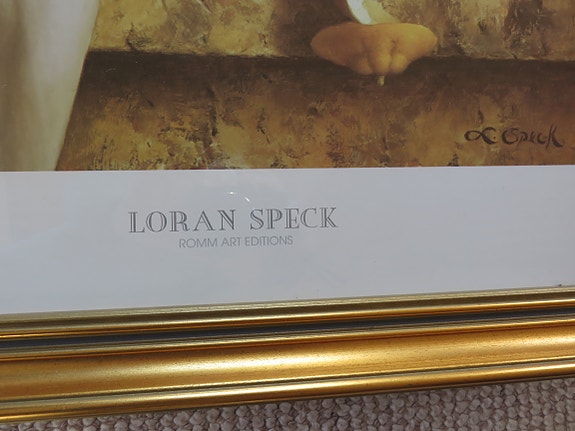 L Speck
LORAN SPECK
ROMM ART EDITIONS